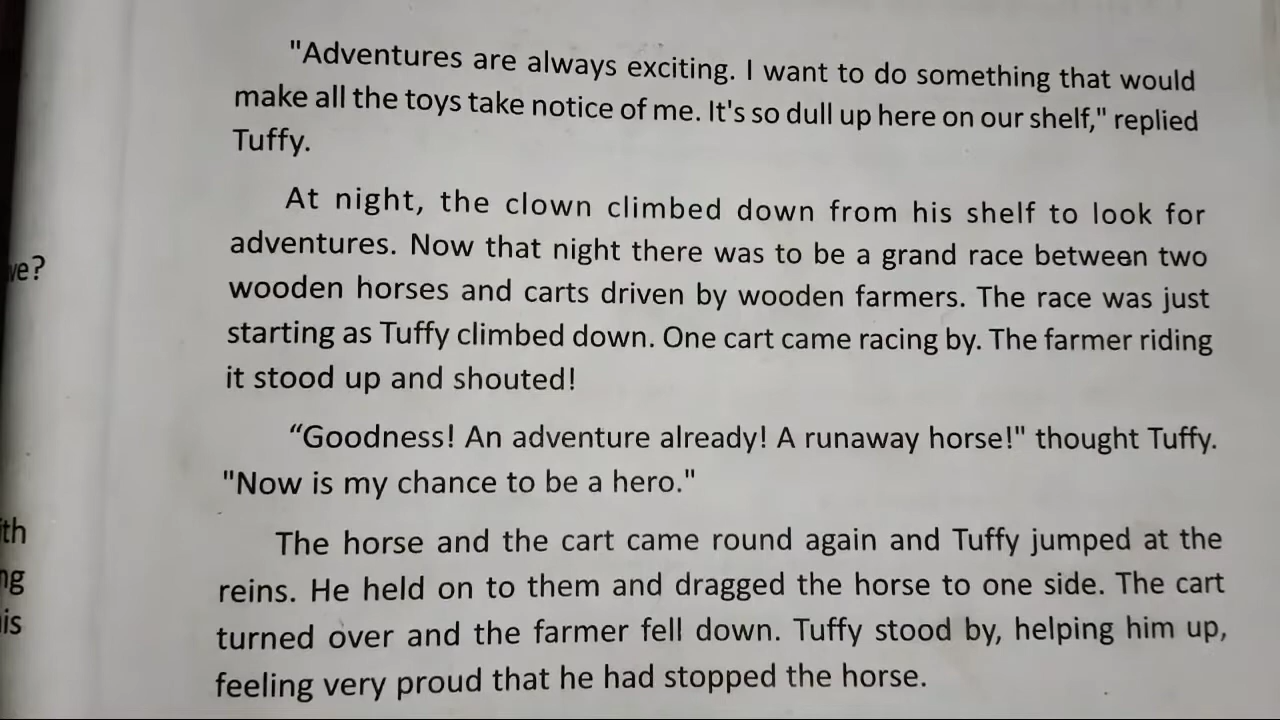 "Adventures are always exciting. I want to do something that would
make all the toys take notice of me. It's so dull up here on our shelf," replied
Tuffy.
At night, the clown climbed down from his shelf to look for
adventures. Now that night there was to be a grand race between two
wooden horses and carts driven by wooden farmers. The race was just
starting as Tuffy climbed down. One cart came racing by. The farmer riding
it stood up and shouted!
“Goodness! An adventure already! A runaway horse!" thought Tuffy.
"Now is my chance to be a hero."
The horse and the cart came round again and Tuffy jumped at the
reins. He held on to them and dragged the horse to one side. The cart
turned over and the farmer fell down. Tuffy stood by, helping him up,
feeling very proud that he had stopped the horse.